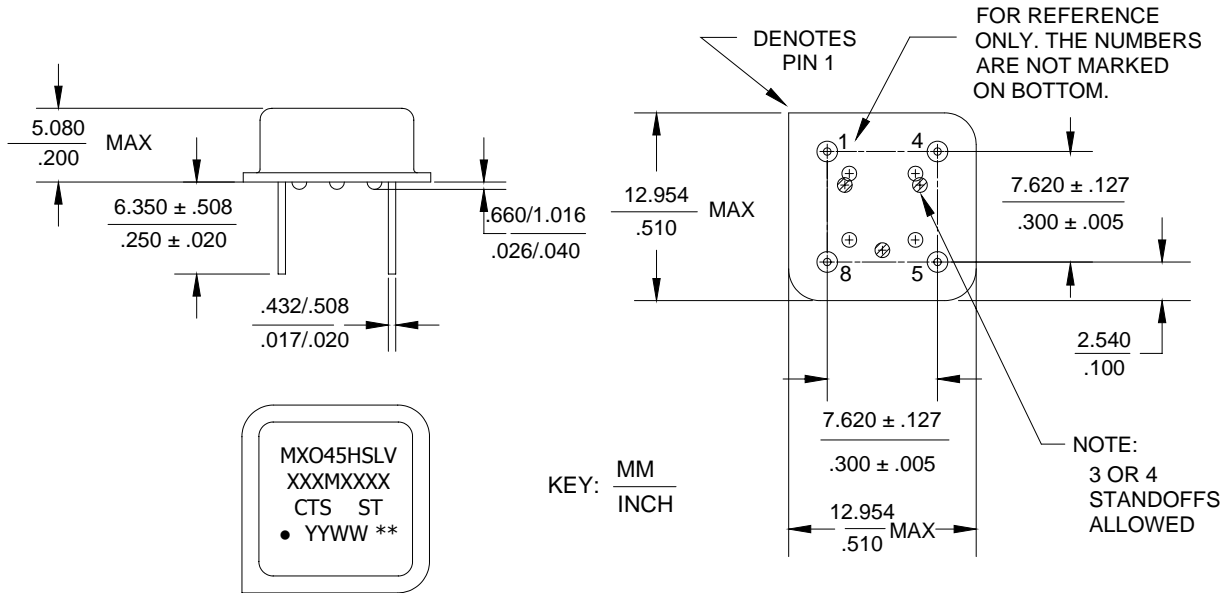 5.080
.200
MAX
6.350 ± .508
.250 ± .020
.660/1.016
.026/.040
.432/.508
.017/.020
MXO45HSLV
XXXMXXXX
CTS ST
● YYWW **
KEY: MM
INCH
DENOTES
PIN 1
FOR REFERENCE
ONLY. THE NUMBERS
ARE NOT MARKED
ON BOTTOM.
1
4
8
5
12.954
.510
MAX
7.620 ± .127
.300 ± .005
2.540
.100
7.620 ± .127
.300 ± .005
12.954
.510
MAX
NOTE:
3 OR 4
STANDOFFS
ALLOWED